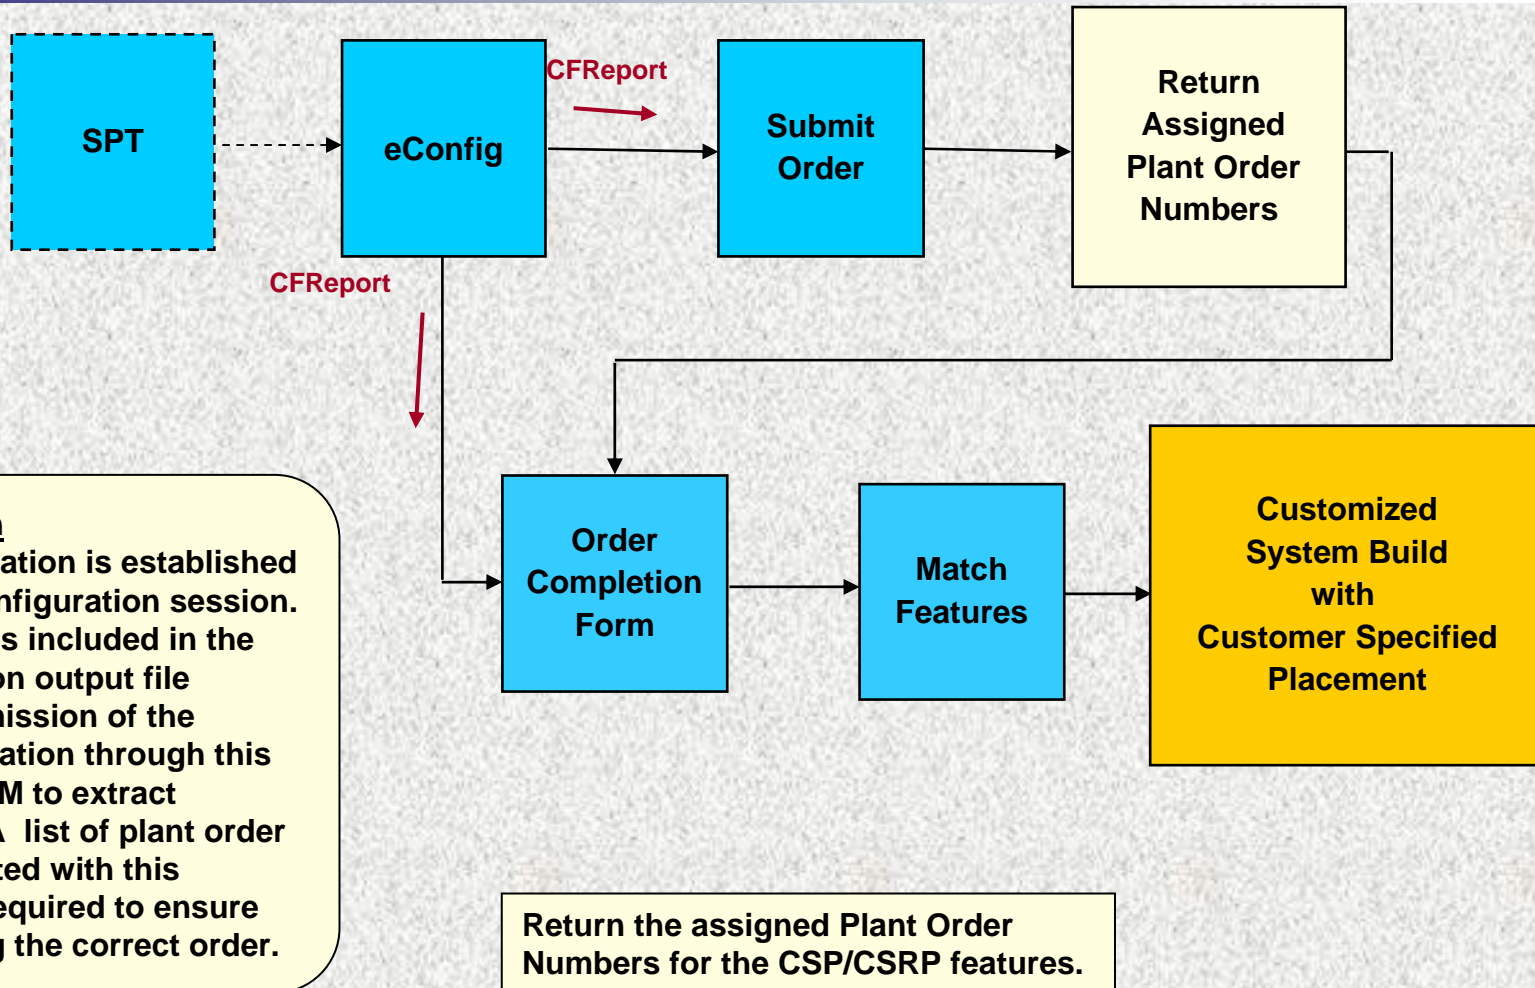 SPT
eConfig
CFReport
Submit
Order
Return
Assigned
Plant Order
Numbers
CFReport
Order
Completion
Form
Match
Features
Customized
System Build
with
Customer Specified
Placement
ation is established
nfiguration session.
s included in the
on output file
ission of the
ation through this
M to extract
list of plant order
ted with this
equired to ensure
g the correct order.
Return the assigned Plant Order
Numbers for the CSP/CSRP features.